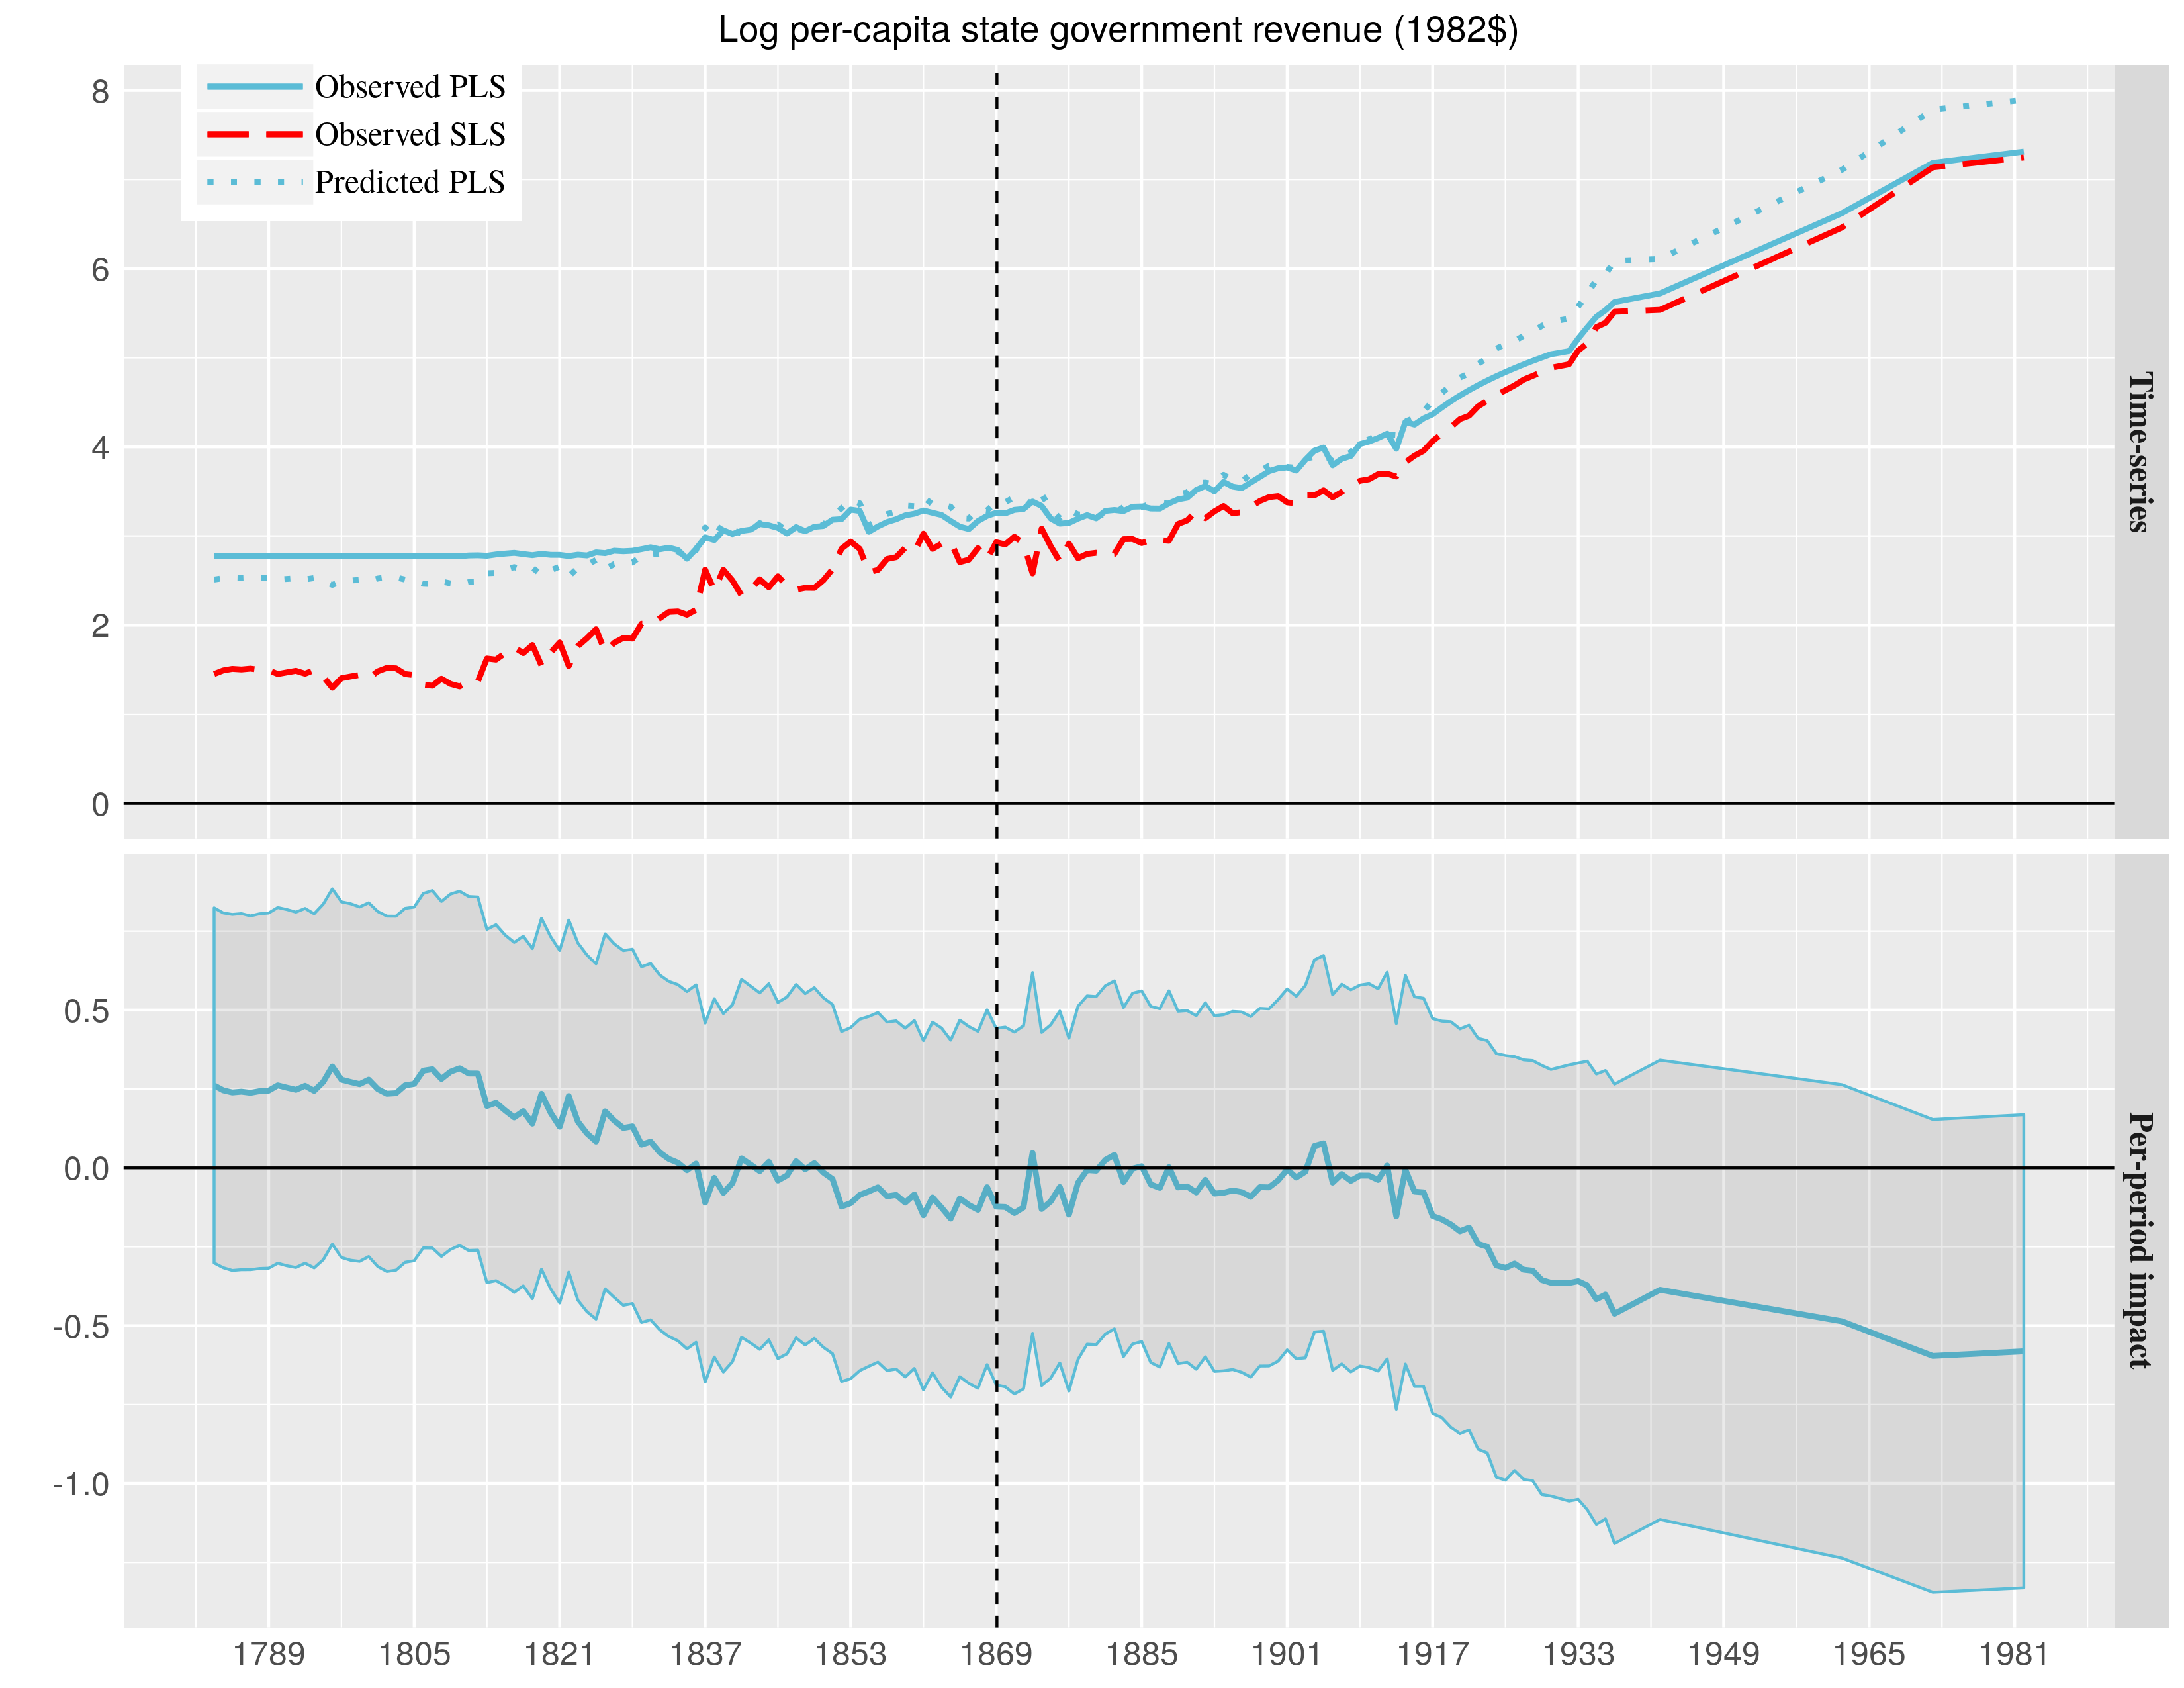 Log per-capita state government revenue (1982$)
Observed PLS
Observed SLS
Predicted PLS
8
6
4
2
0
Time-series
0.5
0.0
-0.5
-1.0
Per-period impact
1789 1805 1821 1837 1853 1869 1885 1901 1917 1933 1949 1965 1981